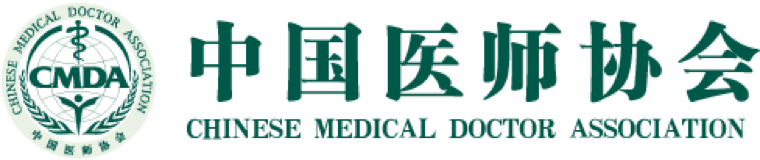 CHINESE MEDICAL DOCTOR ASSOCIATION
CMDA
中国医师协会
中国医师协会
CHINESE MEDICAL DOCTOR ASSOCIATION